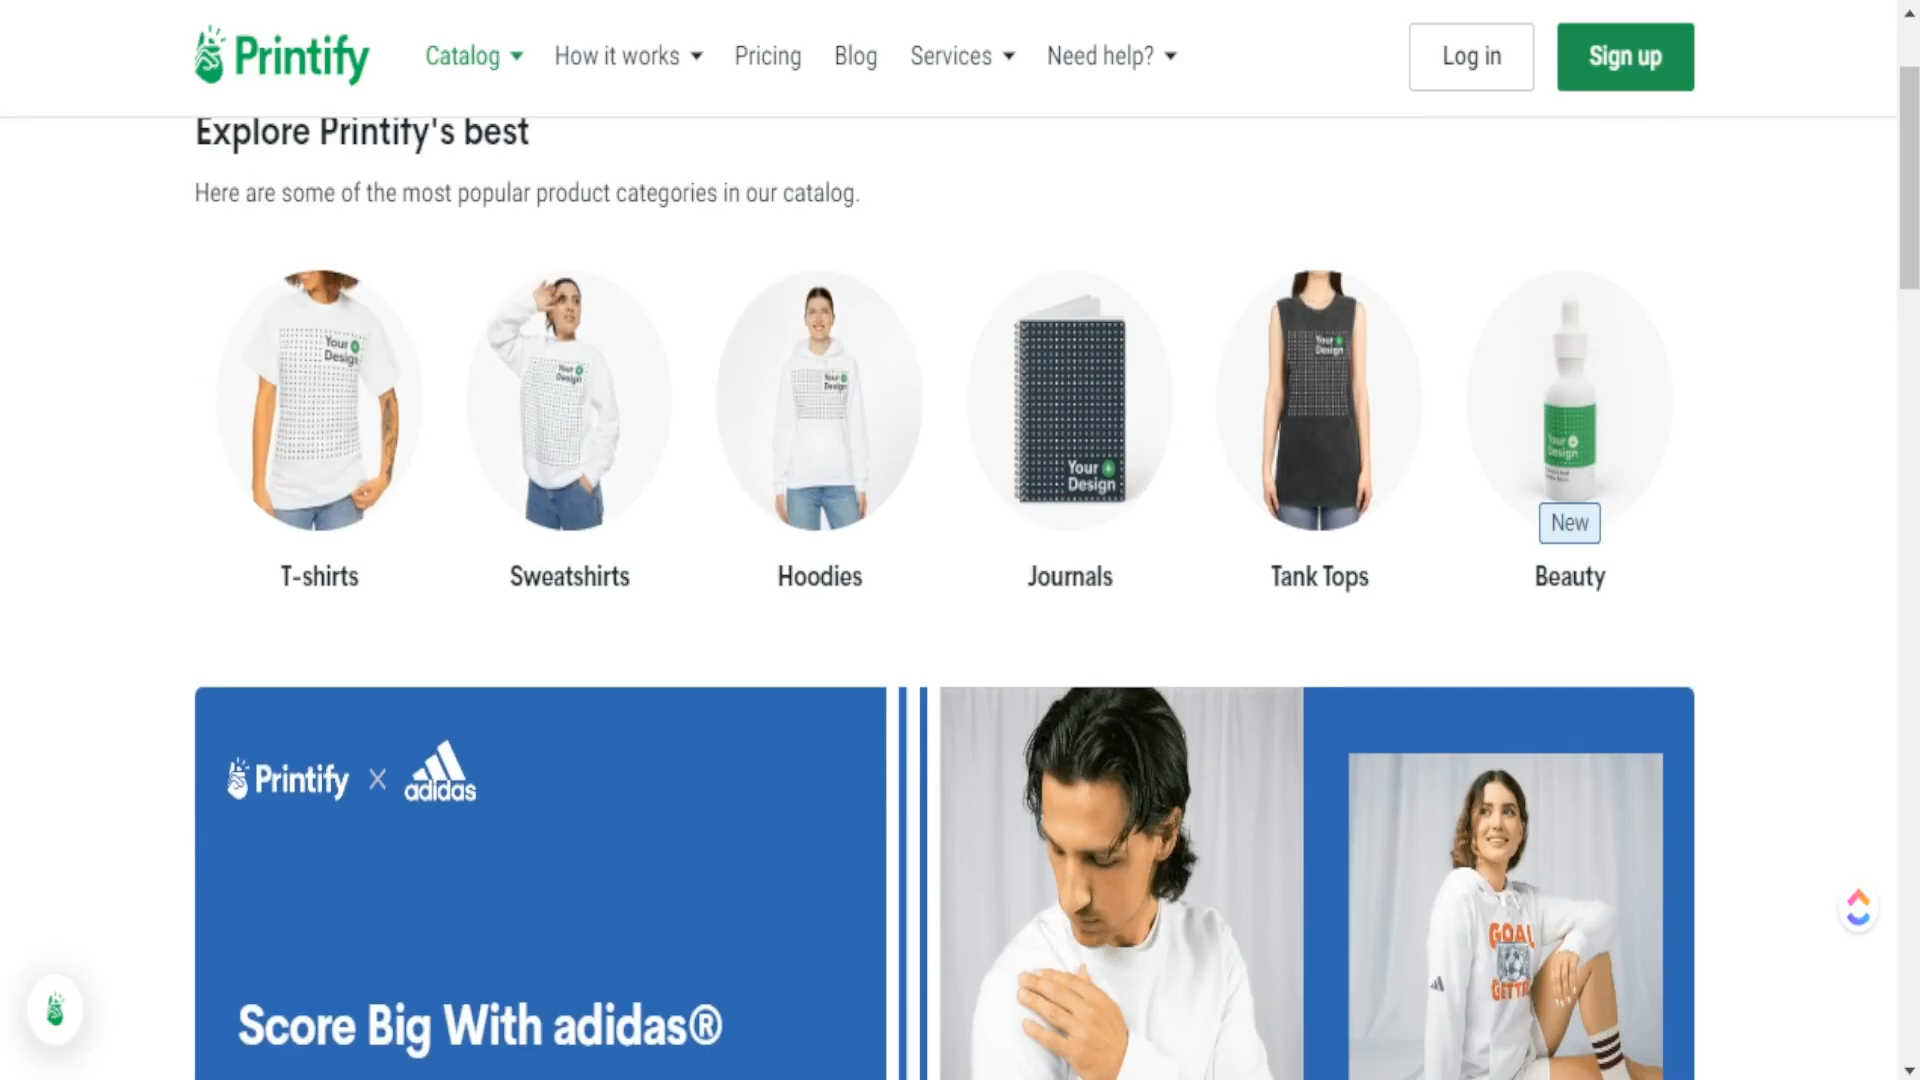 Printify
Catalog
How it works
Pricing
Blog
Services
Need help?
Log in
Sign up
Explore Printify's best
Here are some of the most popular product categories in our catalog.
Your
Design
Your
Design
Your
Design
Your
Design
Your
Design
Your
Design
New
T-shirts
Sweatshirts
Hoodies
Journals
Tank Tops
Beauty
Printify X adidas
Score Big With adidas®
GOAL